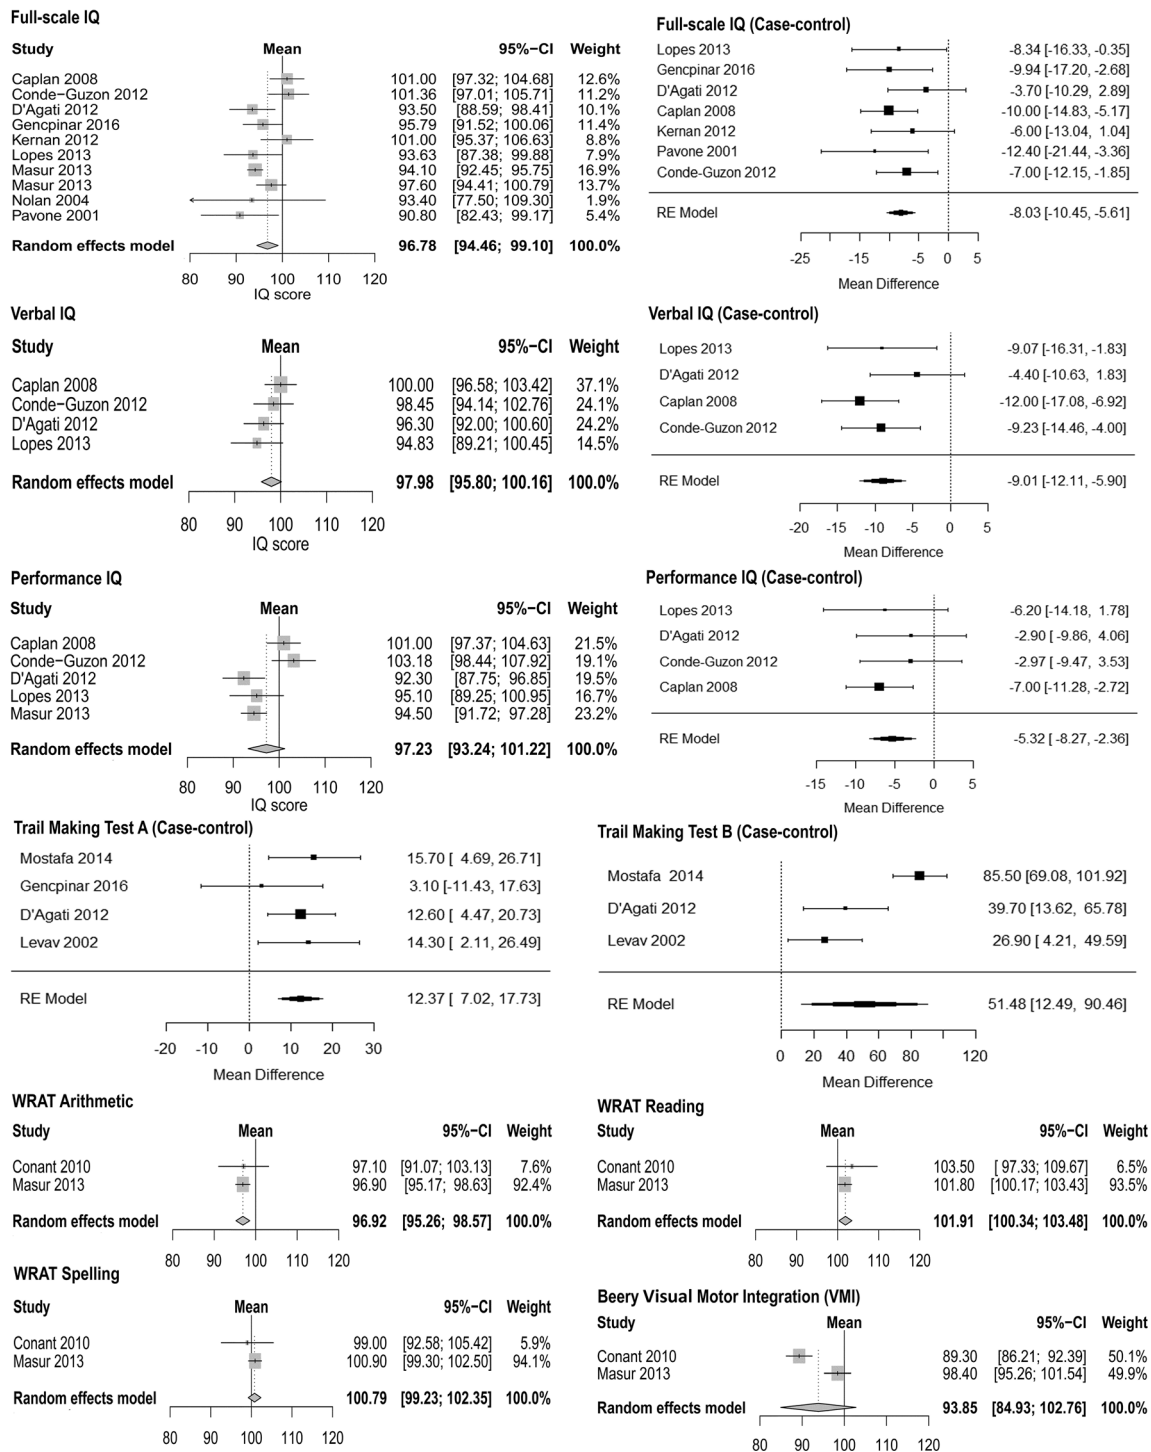 Full-scale IQ
Study Mean 95%−CI Weight
Caplan 2008 101.00 [97.32; 104.68] 12.6%
Conde−Guzon 2012 101.36 [97.01; 105.71] 11.2%
D'Agati 2012 93.50 [88.59; 98.41] 10.1%
Gencpinar 2016 95.79 [91.52; 100.06] 11.4%
Kernan 2012 101.00 [95.37; 106.63] 8.8%
Lopes 2013 93.63 [87.38; 99.88] 7.9%
Masur 2013 94.10 [92.45; 95.75] 16.9%
Masur 2013 97.60 [94.41; 100.79] 13.7%
Nolan 2004 93.40 [77.50; 109.30] 1.9%
Pavone 2001 90.80 [82.43; 99.17] 5.4%
Random effects model 96.78 [94.46; 99.10] 100.0%
80 90 100 110 120
IQ score
Full-scale IQ (Case-control)
Lopes 2013 -8.34 [-16.33, -0.35]
Gencpinar 2016 -9.94 [-17.20, -2.68]
D'Agati 2012 -3.70 [-10.29, 2.89]
Caplan 2008 -10.00 [-14.83, -5.17]
Kernan 2012 -6.00 [-13.04, 1.04]
Pavone 2001 -12.40 [-21.44, -3.36]
Conde-Guzon 2012 -7.00 [-12.15, -1.85]
RE Model -8.03 [-10.45, -5.61]
-25 -15 -5 0 5
Mean Difference
Verbal IQ
Study Mean 95%−CI Weight
Caplan 2008 100.00 [96.58; 103.42] 37.1%
Conde−Guzon 2012 98.45 [94.14; 102.76] 24.1%
D'Agati 2012 96.30 [92.00; 100.60] 24.2%
Lopes 2013 94.83 [89.21; 100.45] 14.5%
Random effects model 97.98 [95.80; 100.16] 100.0%
80 90 100 110 120
IQ score
Verbal IQ (Case-control)
Lopes 2013 -9.07 [-16.31, -1.83]
D'Agati 2012 -4.40 [-10.63, 1.83]
Caplan 2008 -12.00 [-17.08, -6.92]
Conde-Guzon 2012 -9.23 [-14.46, -4.00]
RE Model -9.01 [-12.11, -5.90]
-20 -15 -10 -5 0 5
Mean Difference
Performance IQ
Study Mean 95%−CI Weight
Caplan 2008 101.00 [97.37; 104.63] 21.5%
Conde−Guzon 2012 103.18 [98.44; 107.92] 19.1%
D'Agati 2012 92.30 [87.75; 96.85] 19.5%
Lopes 2013 95.10 [89.25; 100.95] 16.7%
Masur 2013 94.50 [91.72; 97.28] 23.2%
Random effects model 97.23 [93.24; 101.22] 100.0%
80 90 100 110 120
IQ score
Performance IQ (Case-control)
Lopes 2013 -6.20 [-14.18, 1.78]
D'Agati 2012 -2.90 [ -9.86, 4.06]
Conde-Guzon 2012 -2.97 [ -9.47, 3.53]
Caplan 2008 -7.00 [-11.28, -2.72]
RE Model -5.32 [ -8.27, -2.36]
-15 -10 -5 0 5
Mean Difference
Trail Making Test A (Case-control)
Mostafa 2014 15.70 [ 4.69, 26.71]
Gencpinar 2016 3.10 [-11.43, 17.63]
D'Agati 2012 12.60 [ 4.47, 20.73]
Levav 2002 14.30 [ 2.11, 26.49]
RE Model 12.37 [ 7.02, 17.73]
-20 -10 0 10 20 30
Mean Difference
Trail Making Test B (Case-control)
Mostafa 2014 85.50 [69.08, 101.92]
D'Agati 2012 39.70 [13.62, 65.78]
Levav 2002 26.90 [ 4.21, 49.59]
RE Model 51.48 [12.49, 90.46]
0 20 40 60 80 120
Mean Difference
WRAT Arithmetic
Study Mean 95%−CI Weight
Conant 2010 97.10 [91.07; 103.13] 7.6%
Masur 2013 96.90 [95.17; 98.63] 92.4%
Random effects model 96.92 [95.26; 98.57] 100.0%
80 90 100 110 120
WRAT Reading
Study Mean 95%−CI Weight
Conant 2010 103.50 [ 97.33; 109.67] 6.5%
Masur 2013 101.80 [100.17; 103.43] 93.5%
Random effects model 101.91 [100.34; 103.48] 100.0%
80 90 100 110 120
WRAT Spelling
Study Mean 95%−CI Weight
Conant 2010 99.00 [92.58; 105.42] 5.9%
Masur 2013 100.90 [99.30; 102.50] 94.1%
Random effects model 100.79 [99.23; 102.35] 100.0%
80 90 100 110 120
Beery Visual Motor Integration (VMI)
Study Mean 95%−CI Weight
Conant 2010 89.30 [86.21; 92.39] 50.1%
Masur 2013 98.40 [95.26; 101.54] 49.9%
Random effects model 93.85 [84.93; 102.76] 100.0%
80 90 100 110 120